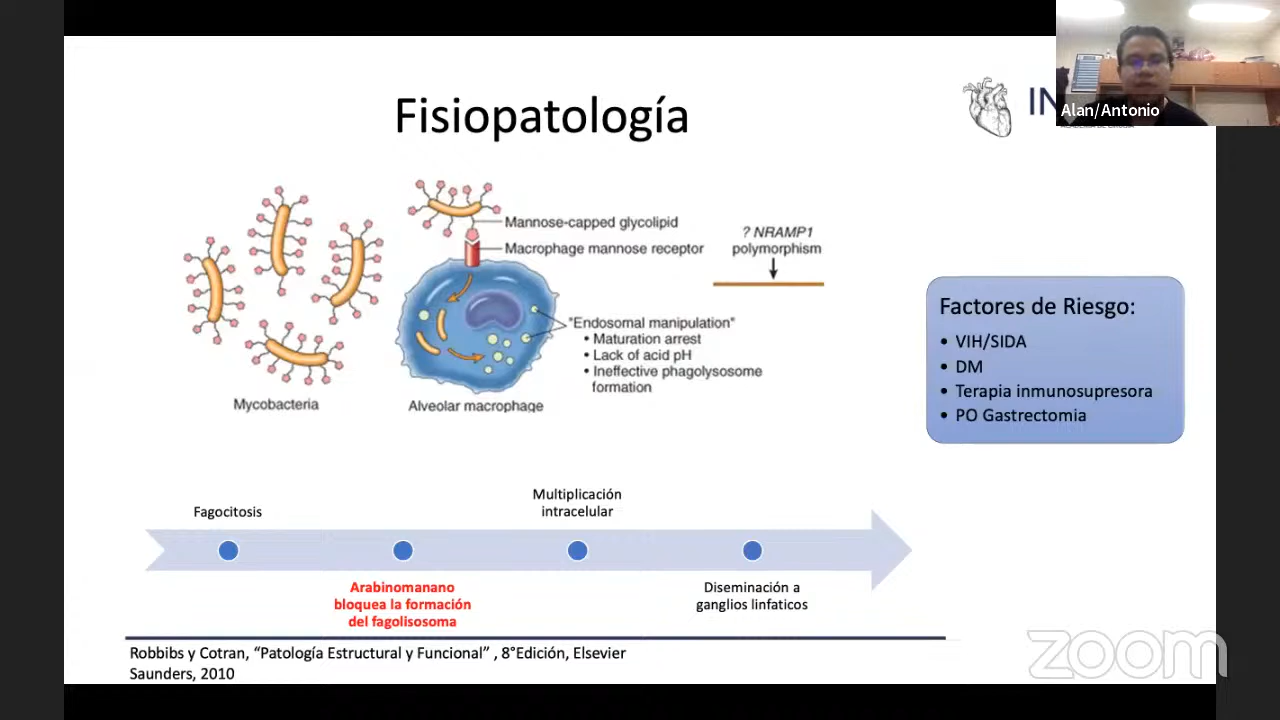 Alan/Antonio
Fisiopatología
Mannose-capped glycolipid
Macrophage mannose receptor
? NRAMP1
polymorphism
"Endosomal manipulation"
• Maturation arrest
• Lack of acid pH
• Ineffective phagolysosome
formation
Mycobacteria
Alveolar macrophage
Factores de Riesgo:
• VIH/SIDA
• DM
• Terapia inmunosupresora
• PO Gastrectomia
Fagocitosis
Arabinomanano
bloquea la formación
del fagolisosoma
Multiplicación
intracelular
Diseminación a
ganglios linfaticos
Robbibs y Cotran, “Patología Estructural y Funcional” , 8°Edición, Elsevier
Saunders, 2010
zoom